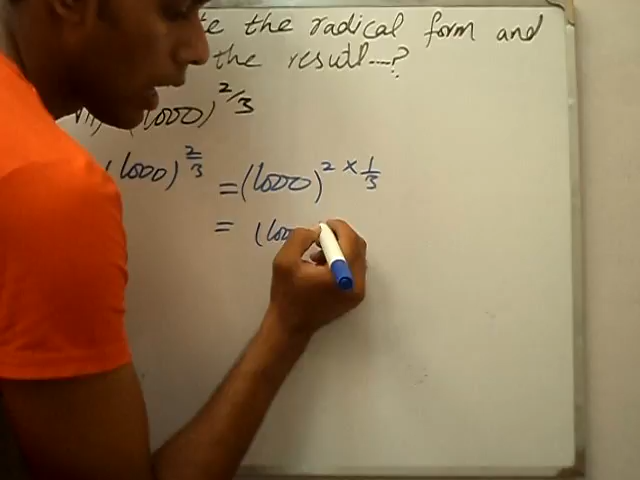 the radical form and
the result---?
(1000)^2/3
(1000)^2/3 = (1000)^2 × 1/3
= (100